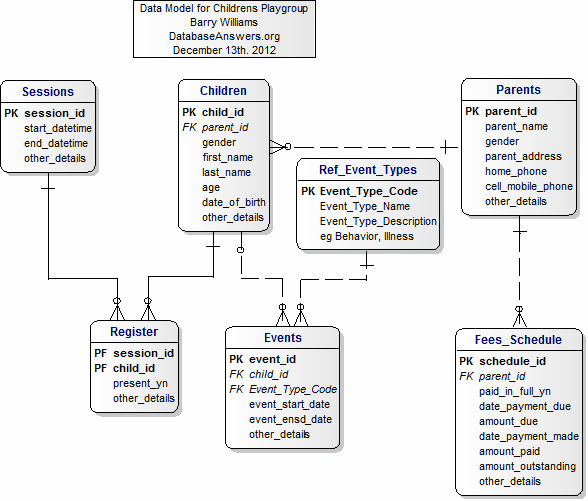 Data Model for Childrens Playgroup
Barry Williams
DatabaseAnswers.org
December 13th. 2012
Sessions
PK session_id
start_datetime
end_datetime
other_details
Children
PK child_id
FK parent_id
gender
first_name
last_name
age
date_of_birth
other_details
Parents
PK parent_id
parent_name
gender
parent_address
home_phone
cell_mobile_phone
other_details
Ref_Event_Types
PK Event_Type_Code
Event_Type_Name
Event_Type_Description
eg Behavior, Illness
Register
PF session_id
PF child_id
present_yn
other_details
Events
PK event_id
FK child_id
FK Event_Type_Code
event_start_date
event_ensd_date
other_details
Fees_Schedule
PK schedule_id
FK parent_id
paid_in_full_yn
date_payment_due
amount_due
date_payment_made
amount_paid
amount_outstanding
other_details